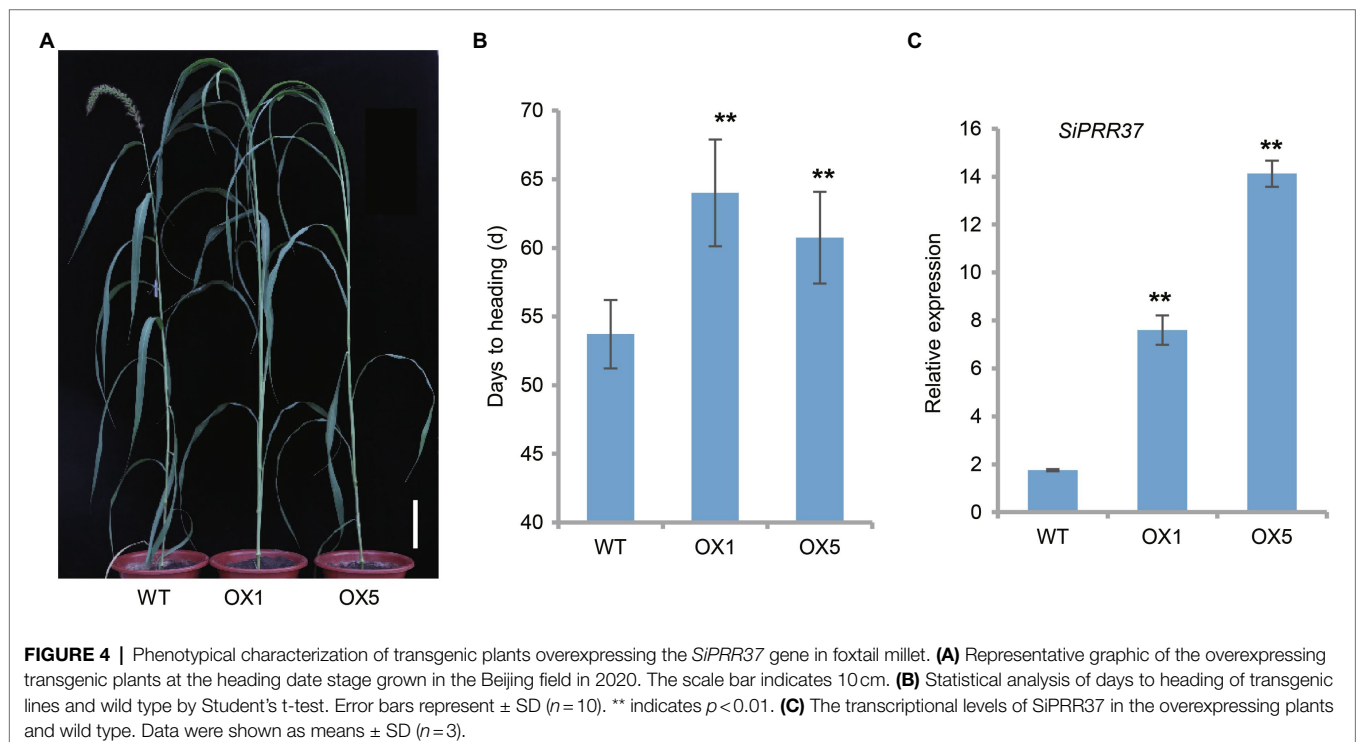 A
WT OX1 OX5
B
Days to heading (d)
70
65
60
55
50
45
40
**
**
WT OX1 OX5
C
SiPRR37
Relative expression
16
14
12
10
8
6
4
2
0
**
**
WT OX1 OX5
FIGURE 4 | Phenotypical characterization of transgenic plants overexpressing the SiPRR37 gene in foxtail millet. (A) Representative graphic of the overexpressing
transgenic plants at the heading date stage grown in the Beijing field in 2020. The scale bar indicates 10 cm. (B) Statistical analysis of days to heading of transgenic
lines and wild type by Student's t-test. Error bars represent ± SD (n = 10). ** indicates p < 0.01. (C) The transcriptional levels of SiPRR37 in the overexpressing plants
and wild type. Data were shown as means ± SD (n = 3).